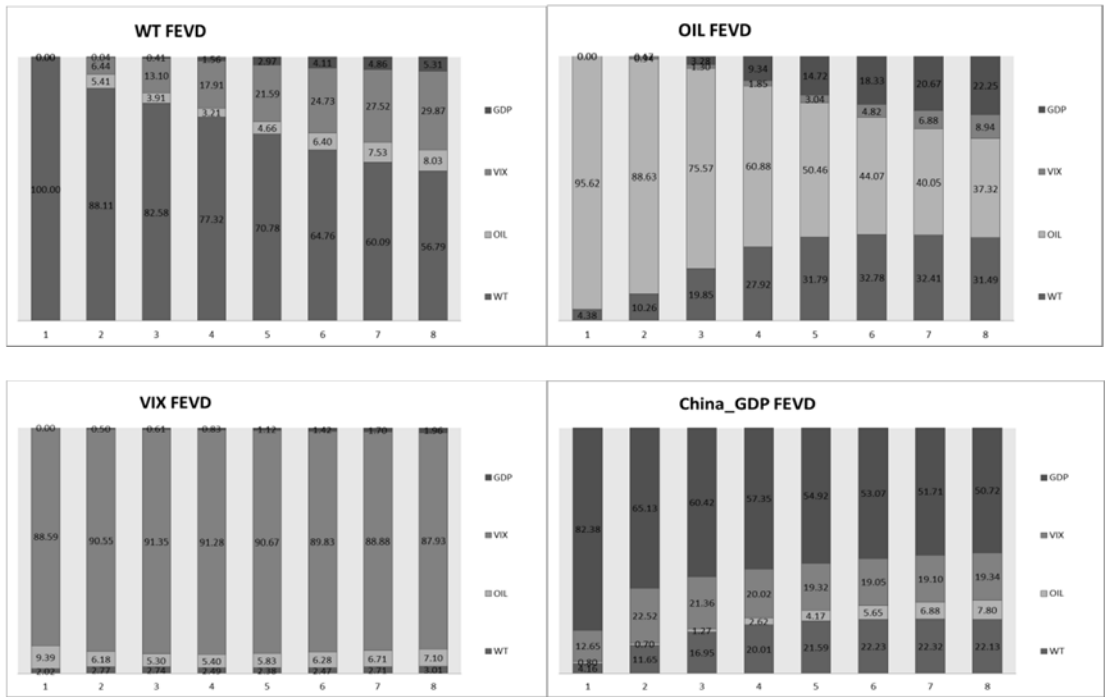 WT FEVD
0.00 0.04 0.41 1.56 2.97 4.11 4.86 5.31
6.44 13.10 17.91 21.59 24.73 27.52 29.87
5.41 3.91 3.21 4.66 6.40 7.53 8.03
100.00 88.11 82.58 77.32 70.78 64.76 60.09 56.79
1 2 3 4 5 6 7 8
GDP
VIX
OIL
WT
OIL FEVD
0.00 0.17 3.28 9.34 14.72 18.33 20.67 22.25
0.94 1.30 1.85 3.04 4.82 6.88 8.94
95.62 88.63 75.57 60.88 50.46 44.07 40.05 37.32
4.38 10.26 19.85 27.92 31.79 32.78 32.41 31.49
1 2 3 4 5 6 7 8
GDP
VIX
OIL
WT
VIX FEVD
0.00 0.50 0.61 0.83 1.12 1.42 1.70 1.96
88.59 90.55 91.35 91.28 90.67 89.83 88.88 87.93
9.39 6.18 5.30 5.40 5.83 6.28 6.71 7.10
2.02 2.77 2.74 2.49 2.38 2.47 2.71 3.01
1 2 3 4 5 6 7 8
GDP
VIX
OIL
WT
China_GDP FEVD
82.38 65.13 60.42 57.35 54.92 53.07 51.71 50.72
12.65 22.52 21.36 20.02 19.32 19.05 19.10 19.34
0.80 0.70 1.27 2.62 4.17 5.65 6.88 7.80
4.16 11.65 16.95 20.01 21.59 22.23 22.32 22.13
1 2 3 4 5 6 7 8
GDP
VIX
OIL
WT